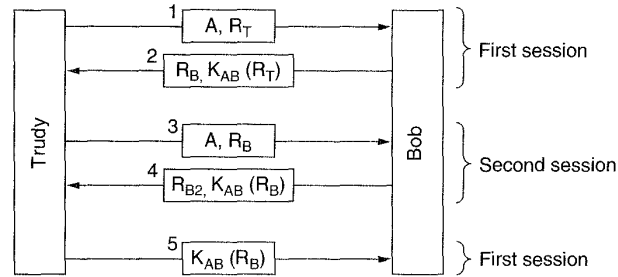 1
A, R_T
First session
2
R_B, K_AB (R_T)
Trudy
Bob
3
A, R_B
Second session
4
R_B2, K_AB (R_B)
5
K_AB (R_B)
First session